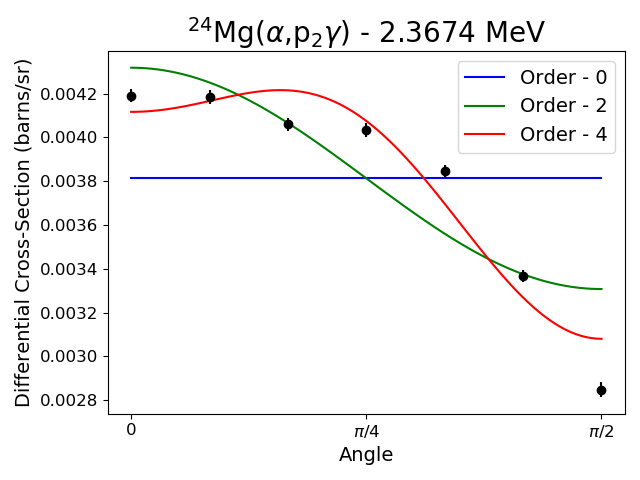 ²⁴Mg(α,p₂γ) - 2.3674 MeV
Differential Cross-Section (barns/sr)
0.0042
0.0040
0.0038
0.0036
0.0034
0.0032
0.0030
0.0028
Order - 0
Order - 2
Order - 4
0
π/4
π/2
Angle